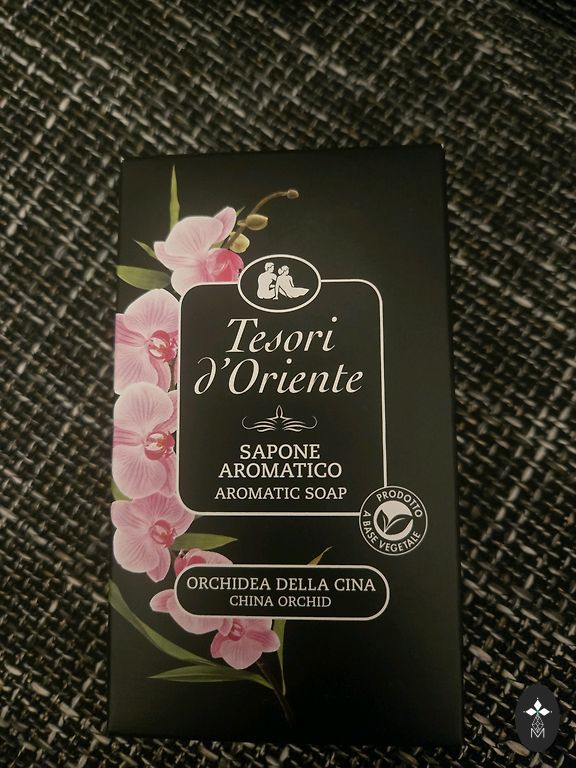 Tesori
d'Oriente
SAPONE
AROMATICO
AROMATIC SOAP
PRODOTTO
A BASE VEGETALE
ORCHIDEA DELLA CINA
CHINA ORCHID